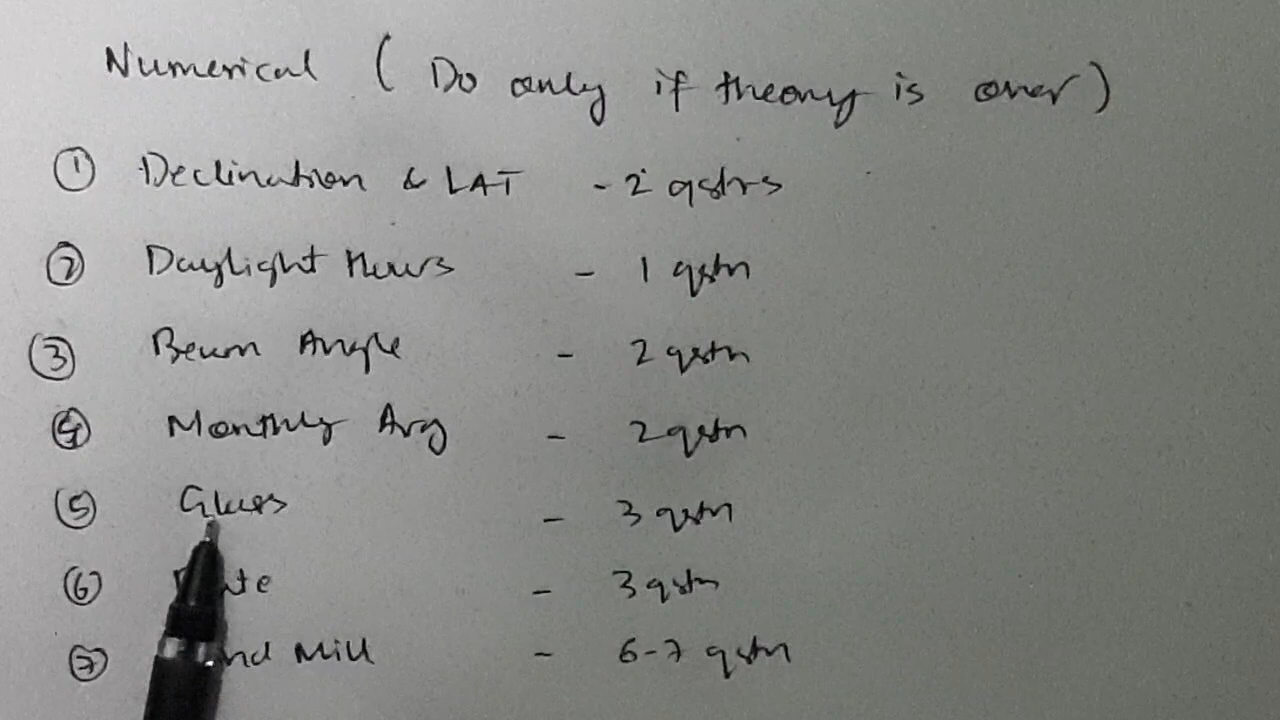 Numerical ( Do only if theory is over )
① Declination & LAT - 2 qstns
② Daylight Hours - 1 qstn
③ Beam Angle - 2 qstn
④ Monthly Avg - 2 qstn
⑤ Glass - 3 qstn
⑥ - 3 qstn
⑦ Mill - 6-7 qstn